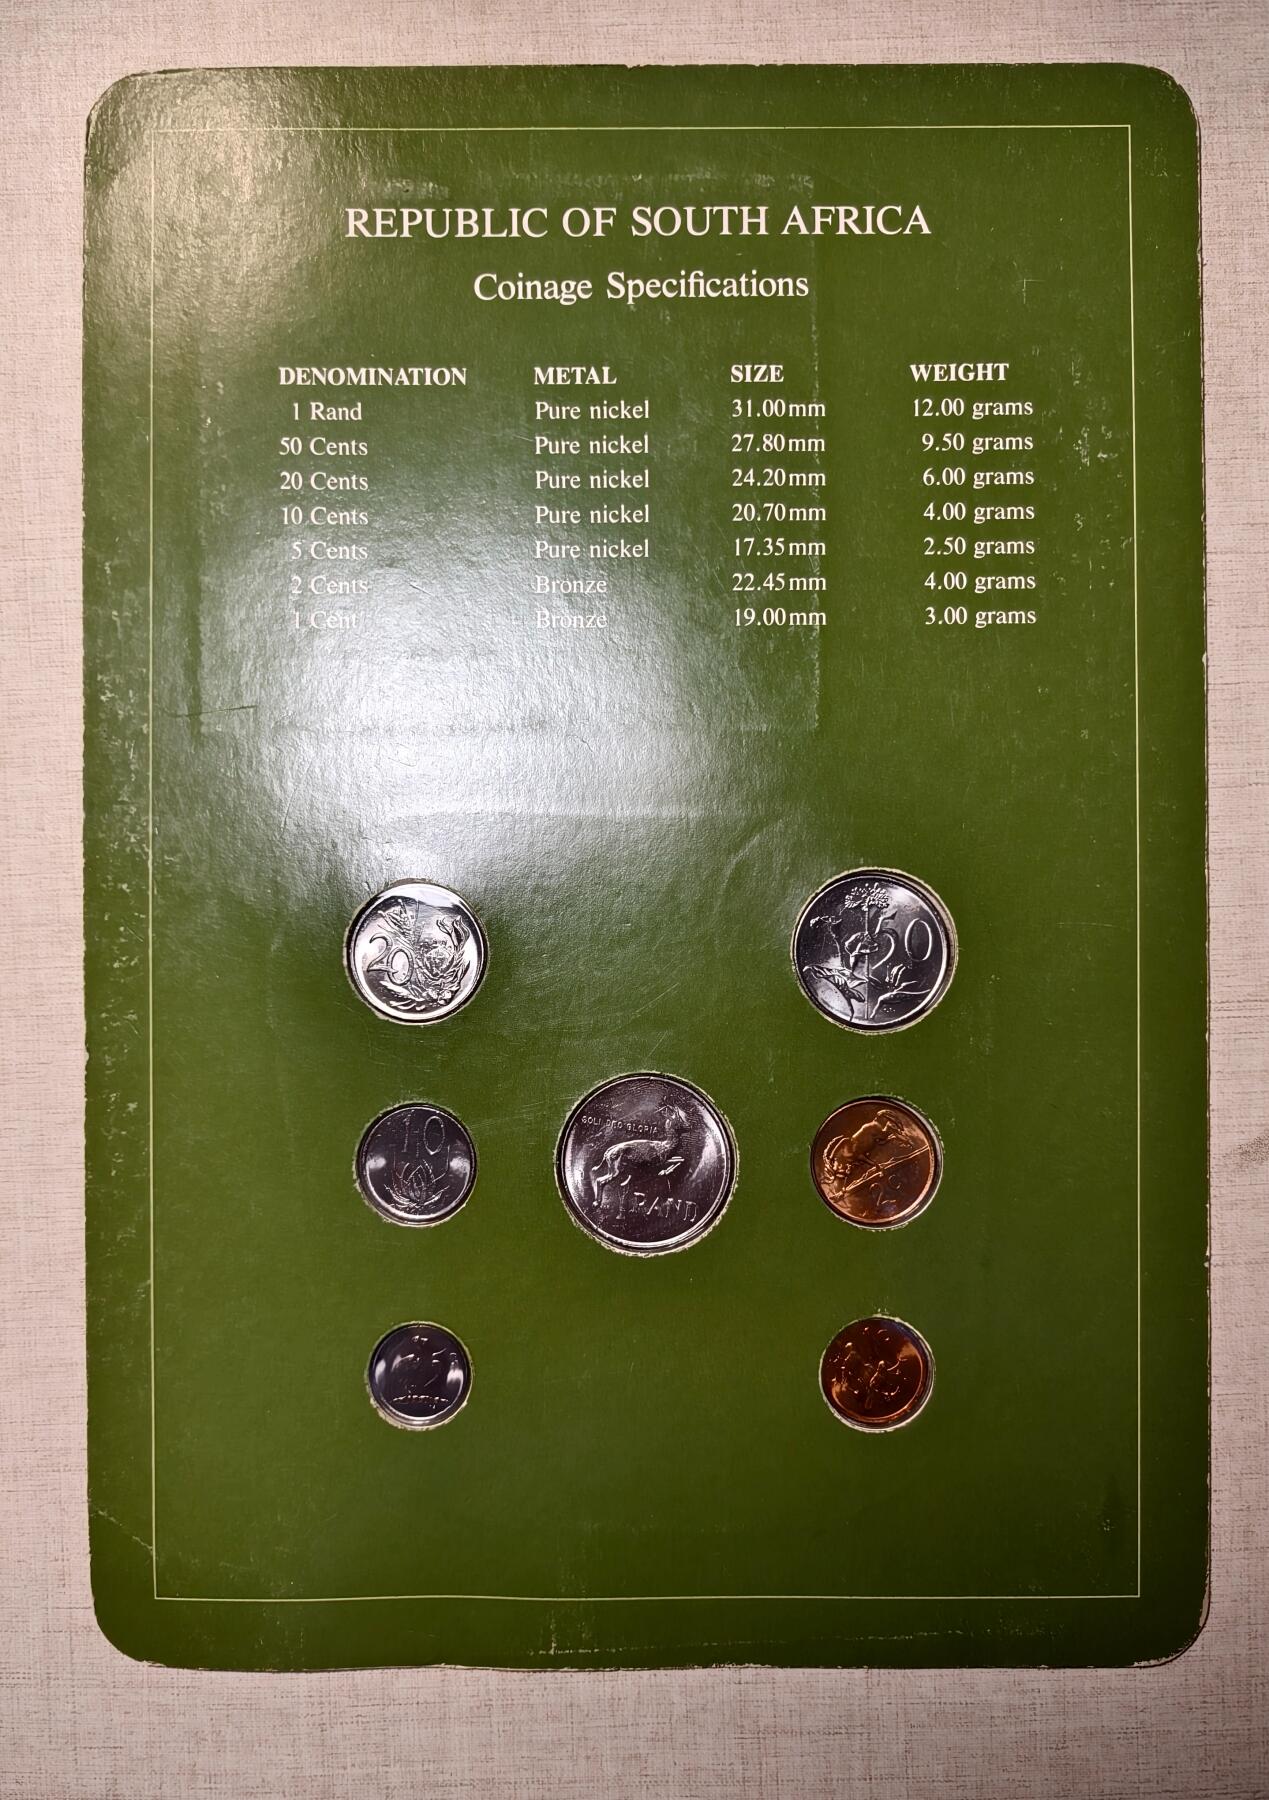 REPUBLIC OF SOUTH AFRICA
Coinage Specifications
DENOMINATION METAL SIZE WEIGHT
1 Rand Pure nickel 31.00mm 12.00 grams
50 Cents Pure nickel 27.80mm 9.50 grams
20 Cents Pure nickel 24.20mm 6.00 grams
10 Cents Pure nickel 20.70mm 4.00 grams
5 Cents Pure nickel 17.35mm 2.50 grams
2 Cents Bronze 22.45mm 4.00 grams
1 Cent Bronze 19.00mm 3.00 grams
20
50
10
SOLI DEO GLORIA
1 RAND
2c
5